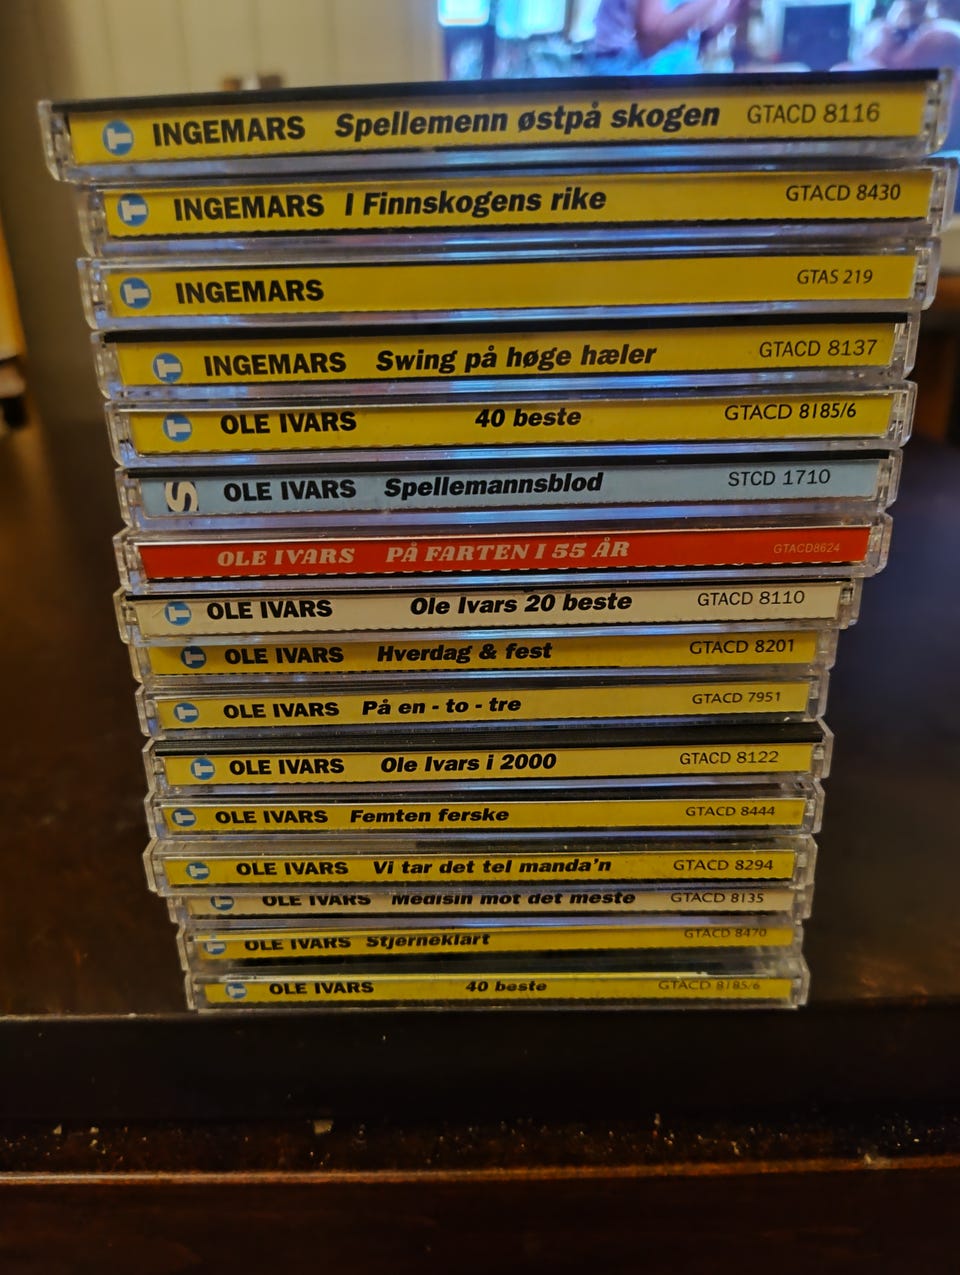 INGEMARS Spellemenn østpå skogen GTACD 8116
INGEMARS I Finnskogens rike GTACD 8430
INGEMARS GTAS 219
INGEMARS Swing på høge hæler GTACD 8137
OLE IVARS 40 beste GTACD 8185/6
S OLE IVARS Spellemannsblod STCD 1710
OLE IVARS PÅ FARTEN I 55 ÅR GTACD8624
OLE IVARS Ole Ivars 20 beste GTACD 8110
OLE IVARS Hverdag & fest GTACD 8201
OLE IVARS På en - to - tre GTACD 7951
OLE IVARS Ole Ivars i 2000 GTACD 8122
OLE IVARS Femten ferske GTACD 8444
OLE IVARS Vi tar det tel manda'n GTACD 8294
OLE IVARS Medisin mot det meste GTACD 8135
OLE IVARS Stjerneklart GTACD 8470
OLE IVARS 40 beste GTACD 8185/6